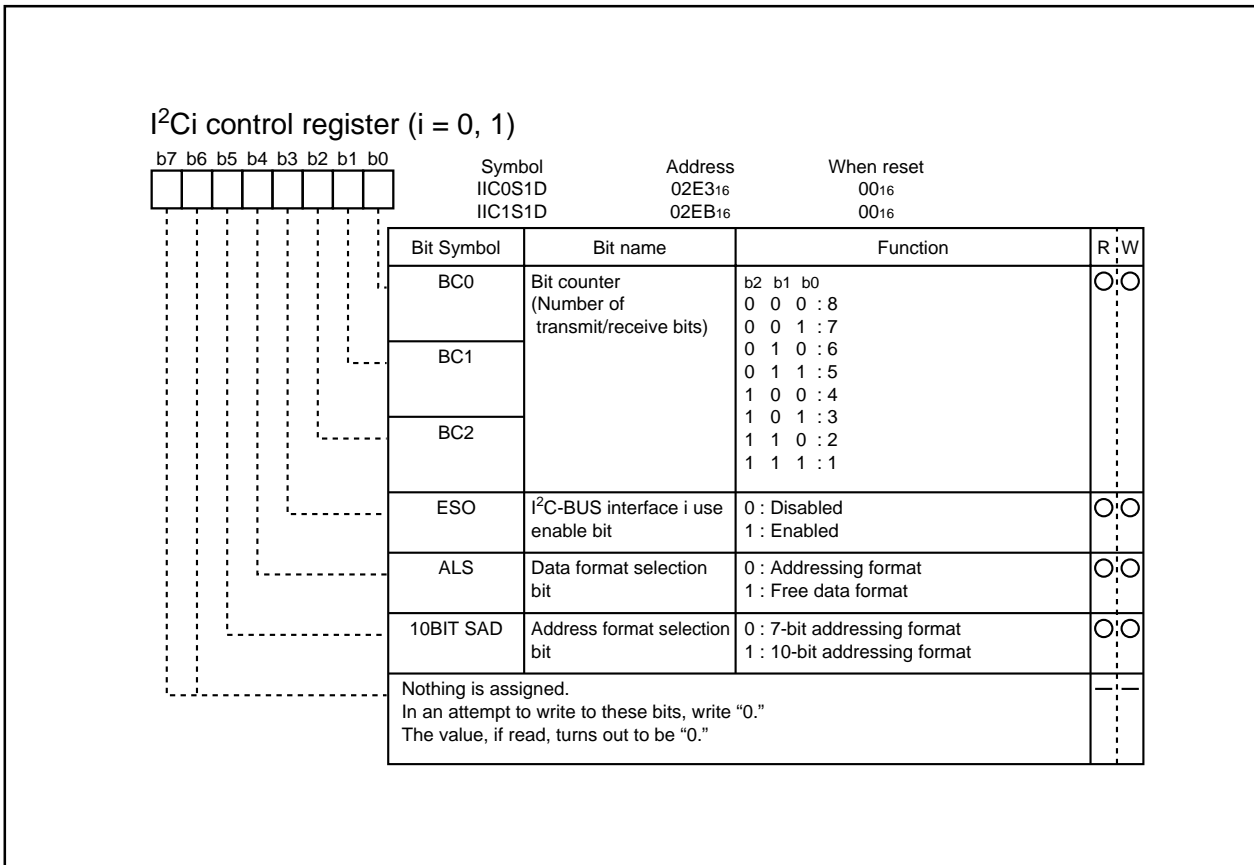 I²Ci control register (i = 0, 1)
b7 b6 b5 b4 b3 b2 b1 b0
Symbol Address When reset
IIC0S1D 02E3₁₆ 00₁₆
IIC1S1D 02EB₁₆ 00₁₆
Bit Symbol Bit name Function R W
BC0 Bit counter b2 b1 b0
(Number of 0 0 0 : 8
transmit/receive bits) 0 0 1 : 7
BC1 0 1 0 : 6
0 1 1 : 5
1 0 0 : 4
1 0 1 : 3
BC2 1 1 0 : 2
1 1 1 : 1
ESO I²C-BUS interface i use 0 : Disabled
enable bit 1 : Enabled
ALS Data format selection 0 : Addressing format
bit 1 : Free data format
10BIT SAD Address format selection 0 : 7-bit addressing format
bit 1 : 10-bit addressing format
Nothing is assigned.
In an attempt to write to these bits, write “0.”
The value, if read, turns out to be “0.”